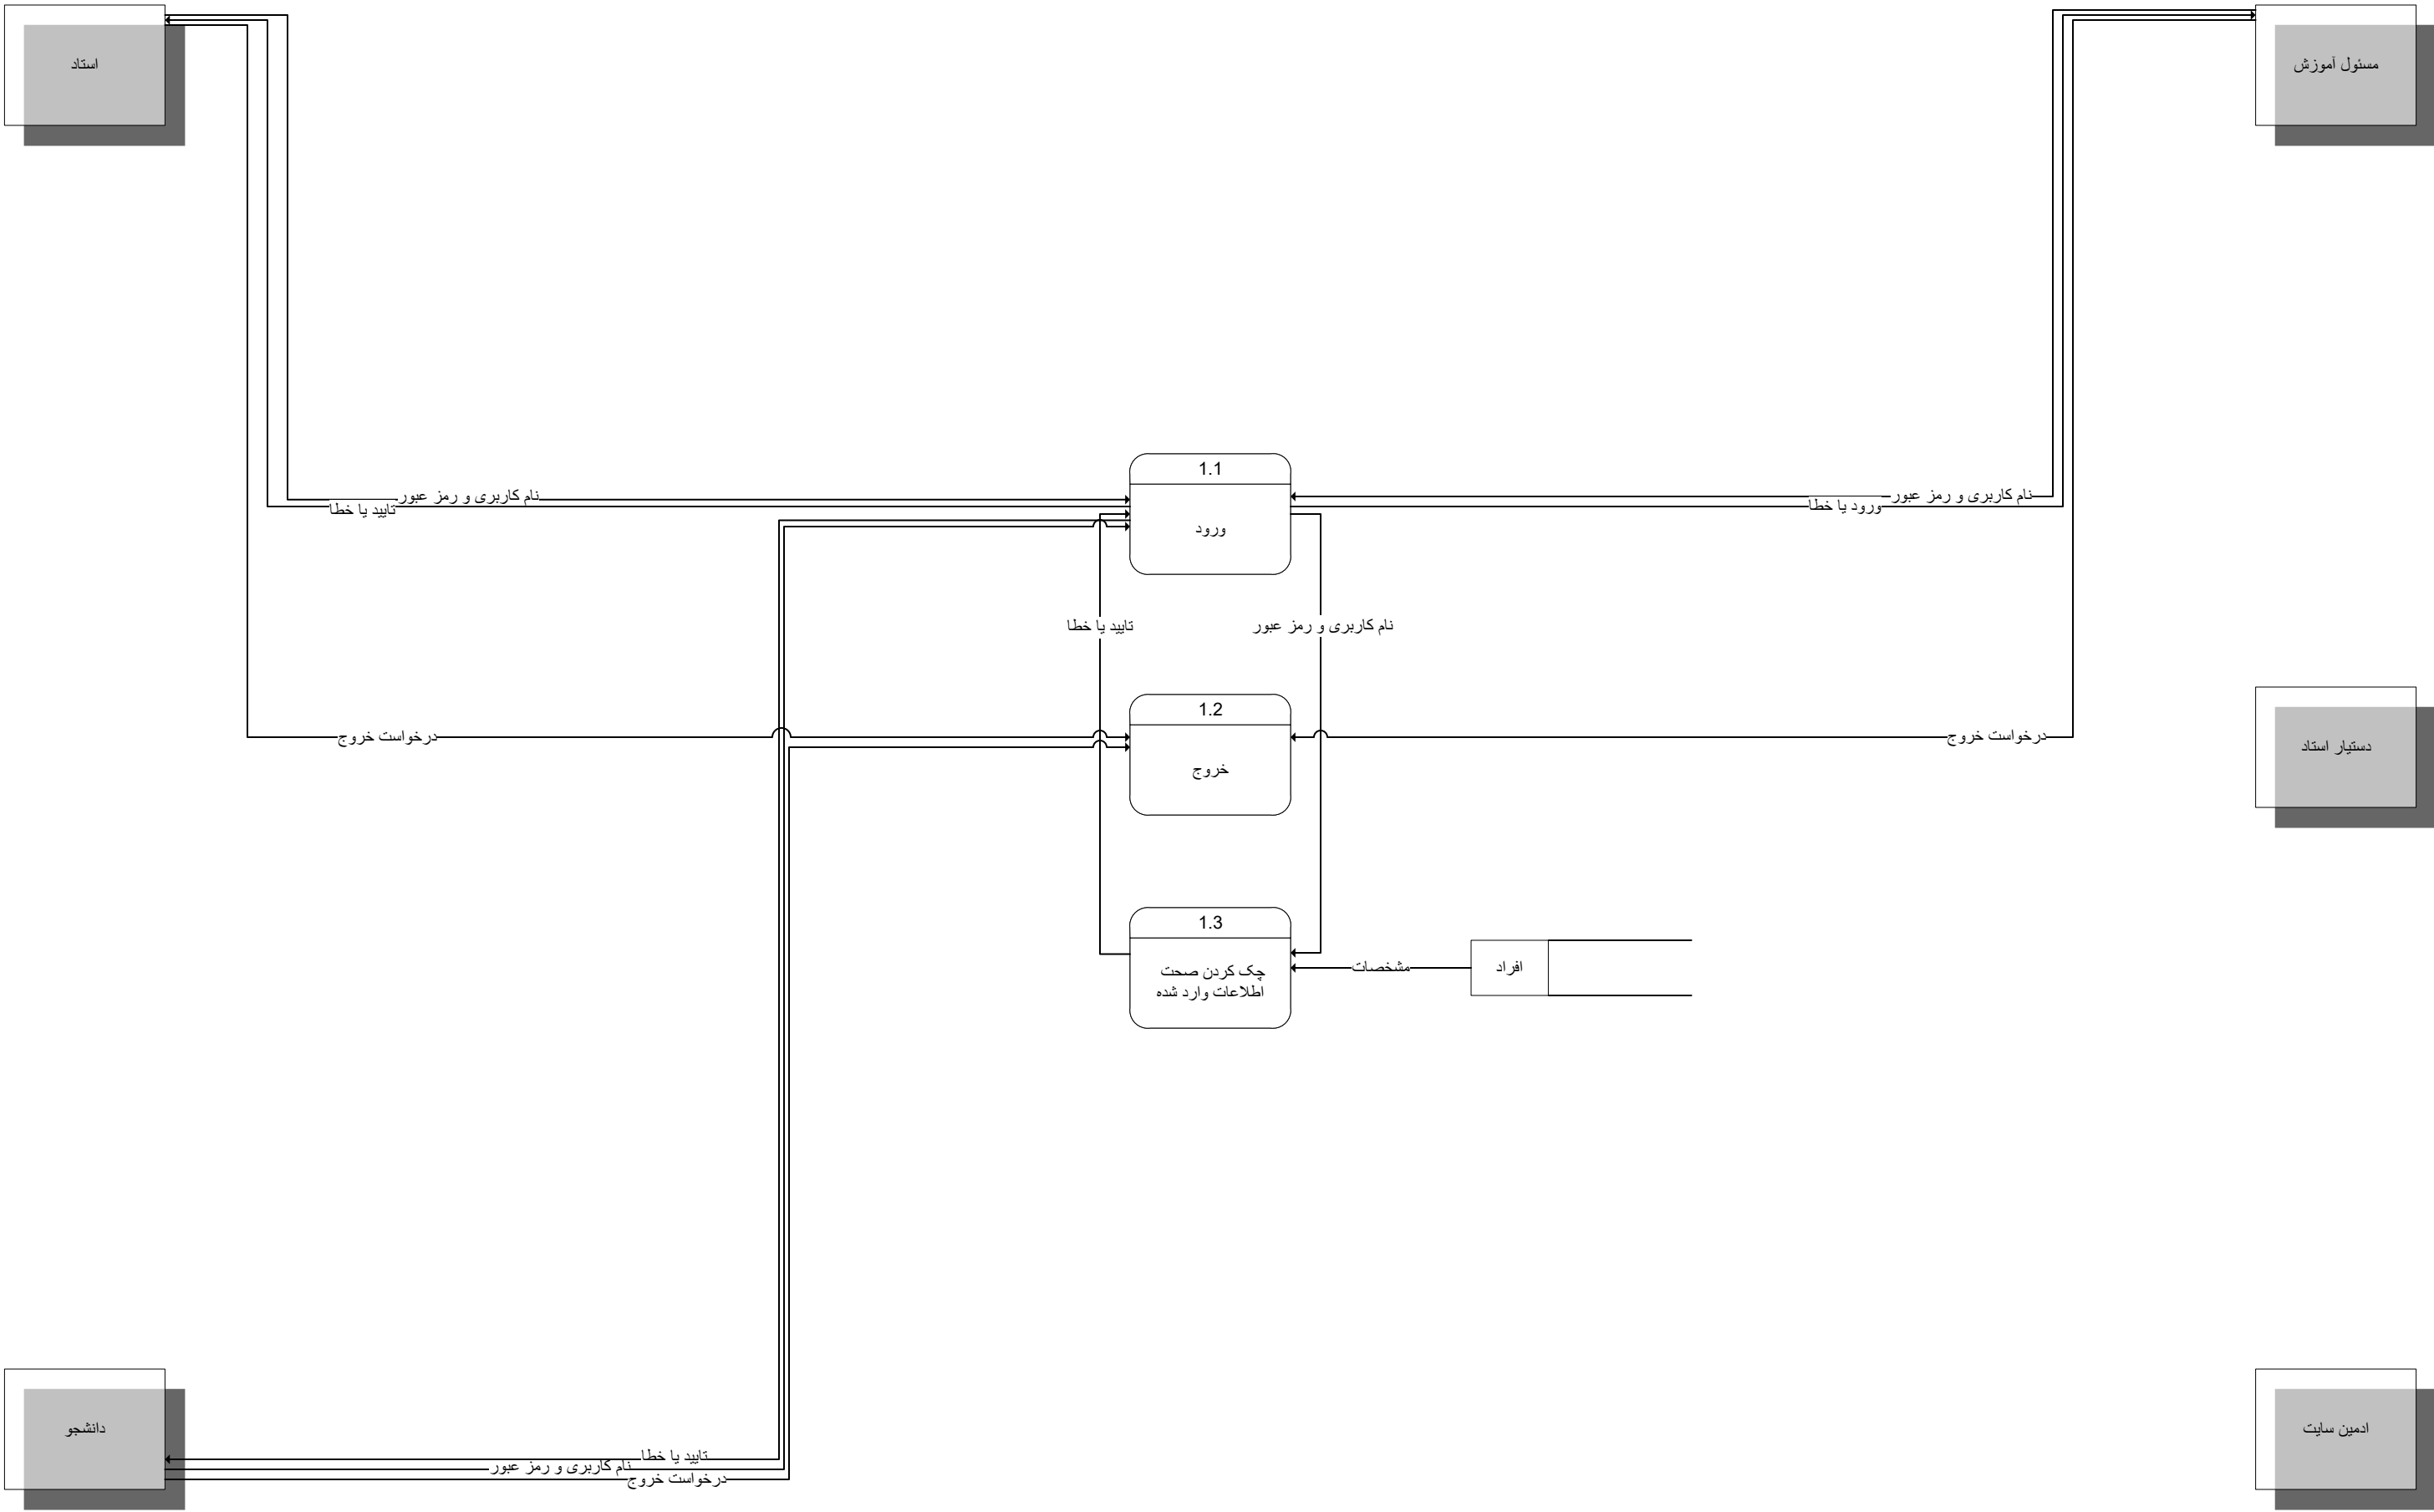 استاد
مسئول آموزش
1.1
ورود
نام کاربری و رمز عبور
تایید یا خطا
نام کاربری و رمز عبور
ورود یا خطا
تایید یا خطا
نام کاربری و رمز عبور
1.2
خروج
درخواست خروج
درخواست خروج
دستیار استاد
1.3
چک کردن صحت
اطلاعات وارد شده
مشخصات
افراد
دانشجو
تایید یا خطا
نام کاربری و رمز عبور
درخواست خروج
ادمین سایت